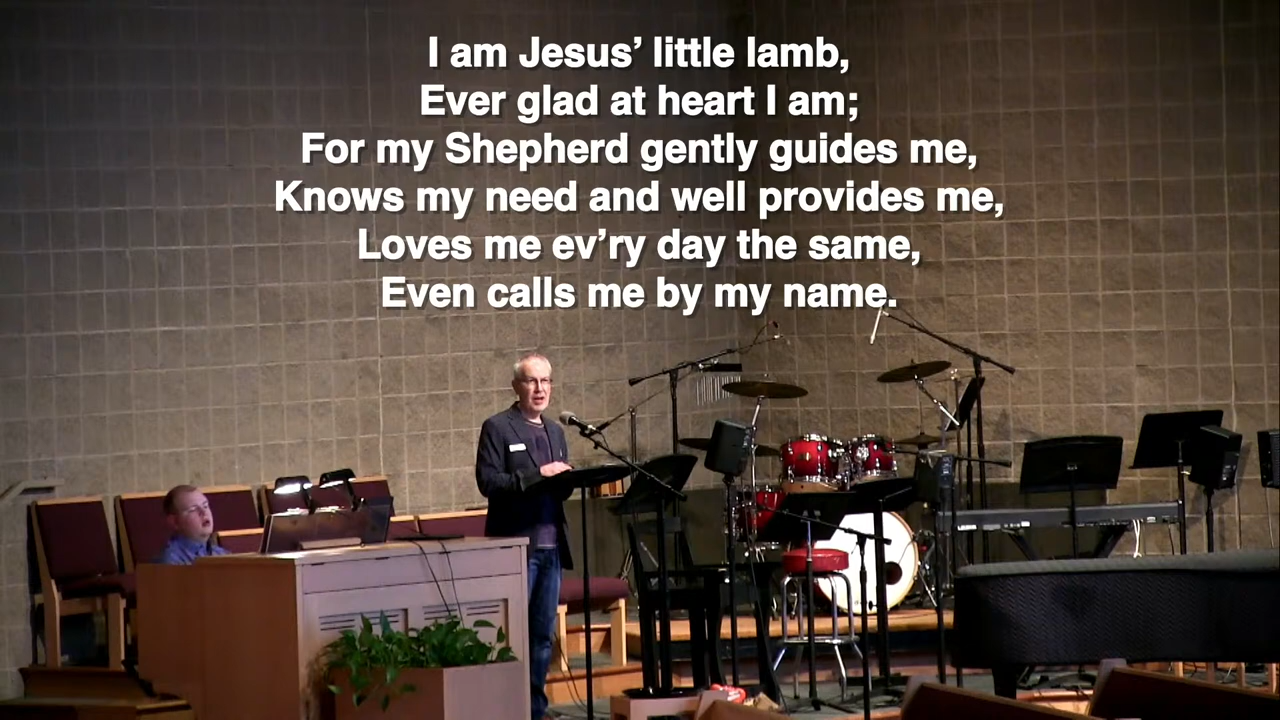 I am Jesus’ little lamb,
Ever glad at heart I am;
For my Shepherd gently guides me,
Knows my need and well provides me,
Loves me ev’ry day the same,
Even calls me by my name.